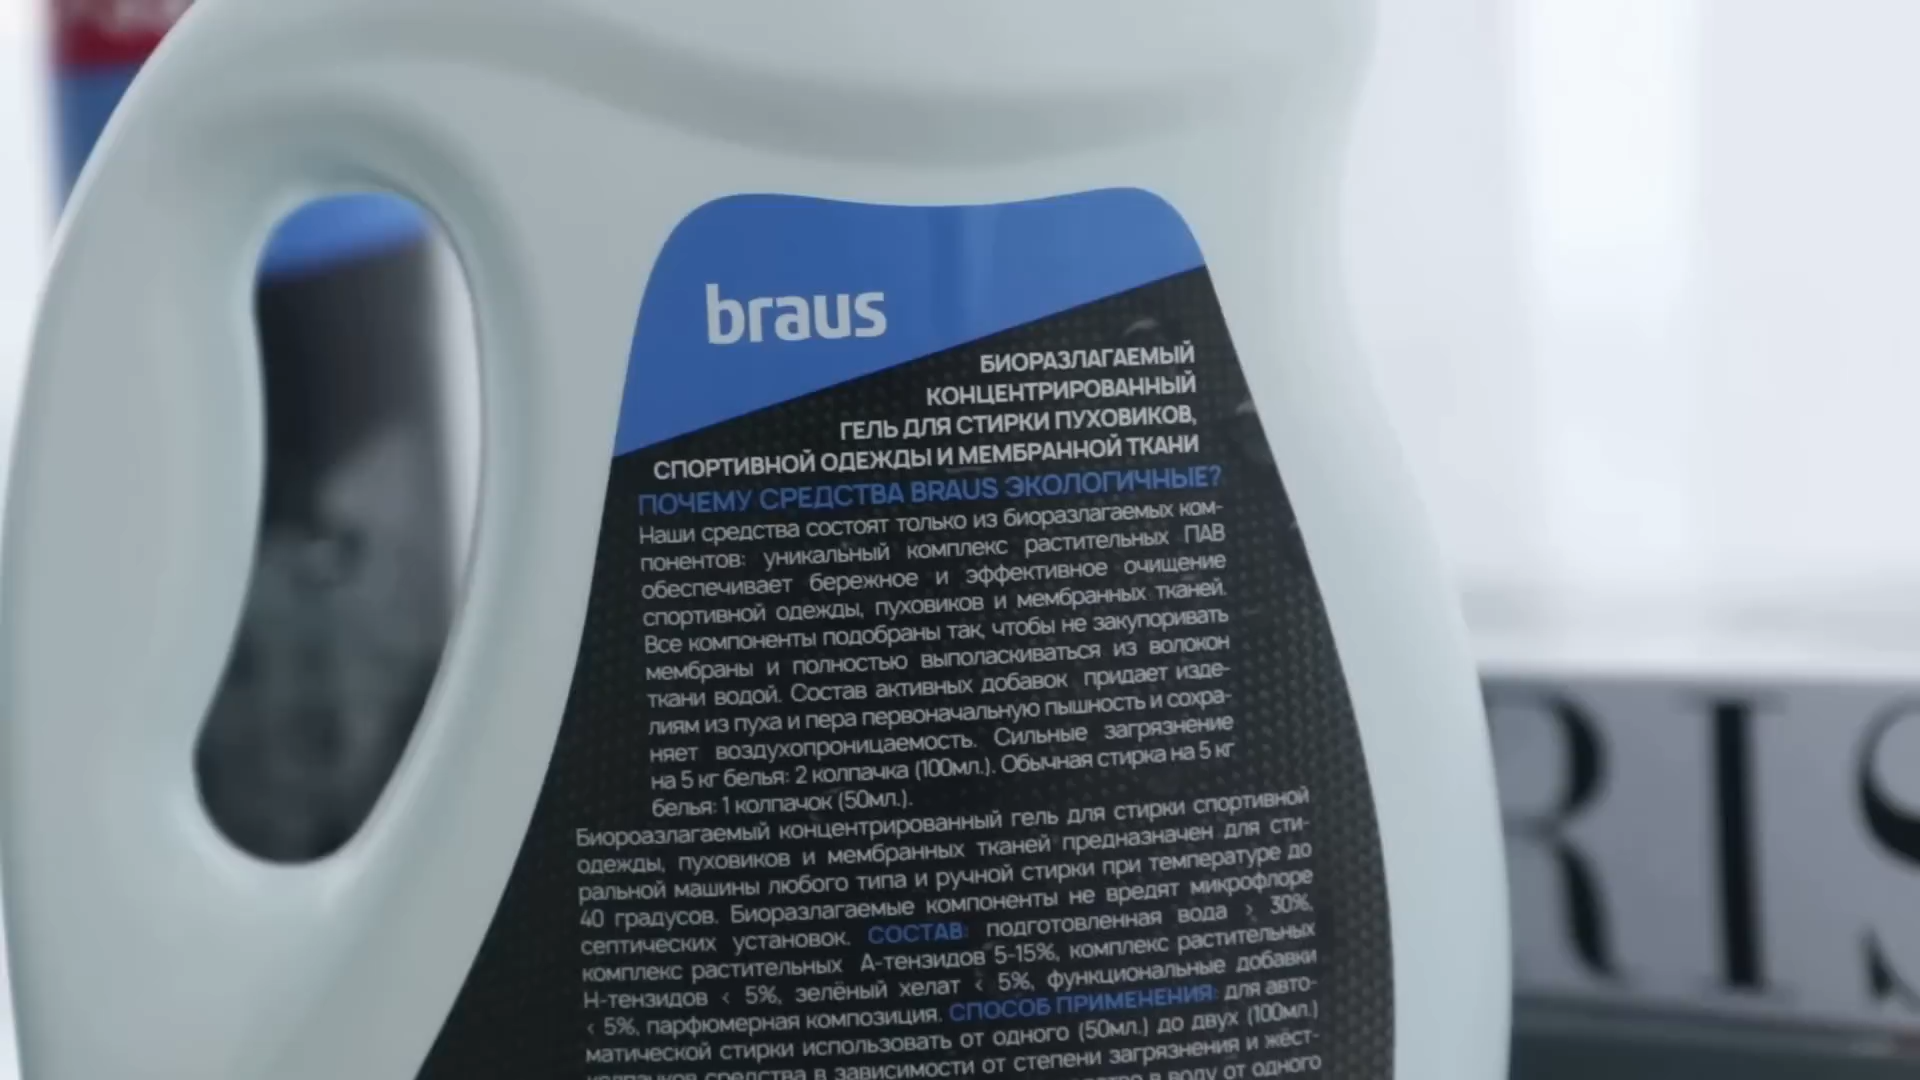 braus
БИОРАЗЛАГАЕМЫЙ
КОНЦЕНТРИРОВАННЫЙ
ГЕЛЬ ДЛЯ СТИРКИ ПУХОВИКОВ,
СПОРТИВНОЙ ОДЕЖДЫ И МЕМБРАННОЙ ТКАНИ
ПОЧЕМУ СРЕДСТВА BRAUS ЭКОЛОГИЧНЫЕ?
Наши средства состоят только из биоразлагаемых ком-
понентов: уникальный комплекс растительных ПАВ
обеспечивает бережное и эффективное очищение
спортивной одежды, пуховиков и мембранных тканей.
Все компоненты подобраны так, чтобы не закупоривать
мембраны и полностью выполаскиваться из волокон
ткани водой. Состав активных добавок придает изде-
лиям из пуха и пера первоначальную пышность и сохра-
няет воздухопроницаемость. Сильные загрязнение
на 5 кг белья: 2 колпачка (100мл.). Обычная стирка на 5 кг
белья: 1 колпачок (50мл.).
Биороазлагаемый концентрированный гель для стирки спортивной
одежды, пуховиков и мембранных тканей предназначен для сти-
ральной машины любого типа и ручной стирки при температуре до
40 градусов. Биоразлагаемые компоненты не вредят микрофлоре
септических установок. СОСТАВ: подготовленная вода > 30%,
комплекс растительных А-тензидов 5-15%, комплекс растительных
Н-тензидов < 5%, зелёный хелат < 5%, функциональные добавки
< 5%, парфюмерная композиция. СПОСОБ ПРИМЕНЕНИЯ: для авто-
матической стирки использовать от одного (50мл.) до двух (100мл.)
колпачков средства в зависимости от степени загрязнения и жёст-
в воду от одного
RIS